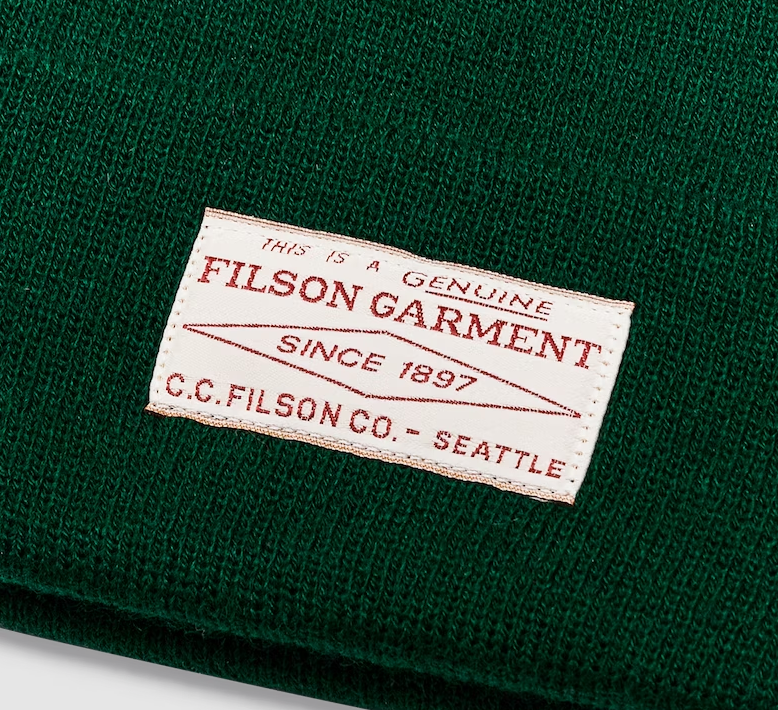 THIS IS A GENUINE
FILSON GARMENT
SINCE 1897
C.C. FILSON CO. - SEATTLE